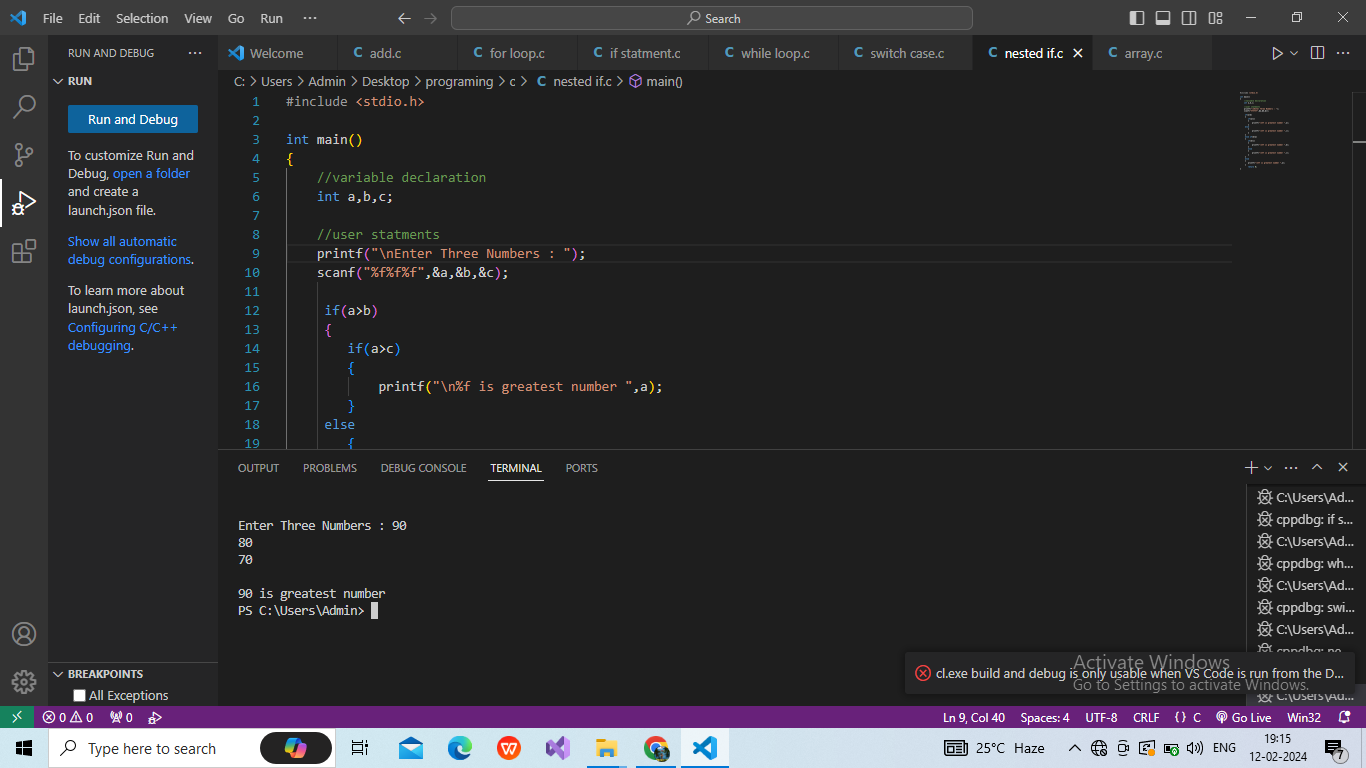 File Edit Selection View Go Run ··· Search
RUN AND DEBUG ···
Welcome
C add.c
C for loop.c
C if statment.c
C while loop.c
C switch case.c
C nested if.c
C array.c
RUN
Run and Debug
To customize Run and
Debug, open a folder
and create a
launch.json file.
Show all automatic
debug configurations.
To learn more about
launch.json, see
Configuring C/C++
debugging.
BREAKPOINTS
All Exceptions
C: > Users > Admin > Desktop > programing > c > C nested if.c > main()
1 #include <stdio.h>
2
3 int main()
4 {
5 //variable declaration
6 int a,b,c;
7
8 //user statments
9 printf("\nEnter Three Numbers : ");
10 scanf("%f%f%f",&a,&b,&c);
11
12 if(a>b)
13 {
14 if(a>c)
15 {
16 printf("\n%f is greatest number ",a);
17 }
18 else
19 {
OUTPUT PROBLEMS DEBUG CONSOLE TERMINAL PORTS
Enter Three Numbers : 90
80
70
90 is greatest number
PS C:\Users\Admin>
C:\Users\Ad...
cppdbg: if s...
C:\Users\Ad...
cppdbg: wh...
C:\Users\Ad...
cppdbg: swi...
C:\Users\Ad...
cppdbg: ne...
C:\Users\Ad...
cl.exe build and debug is only usable when VS Code is run from the D...
Activate Windows
Go to Settings to activate Windows.
0 0 0
Ln 9, Col 40 Spaces: 4 UTF-8 CRLF {} C Go Live Win32
Type here to search
25°C Haze
ENG
19:15
12-02-2024
7